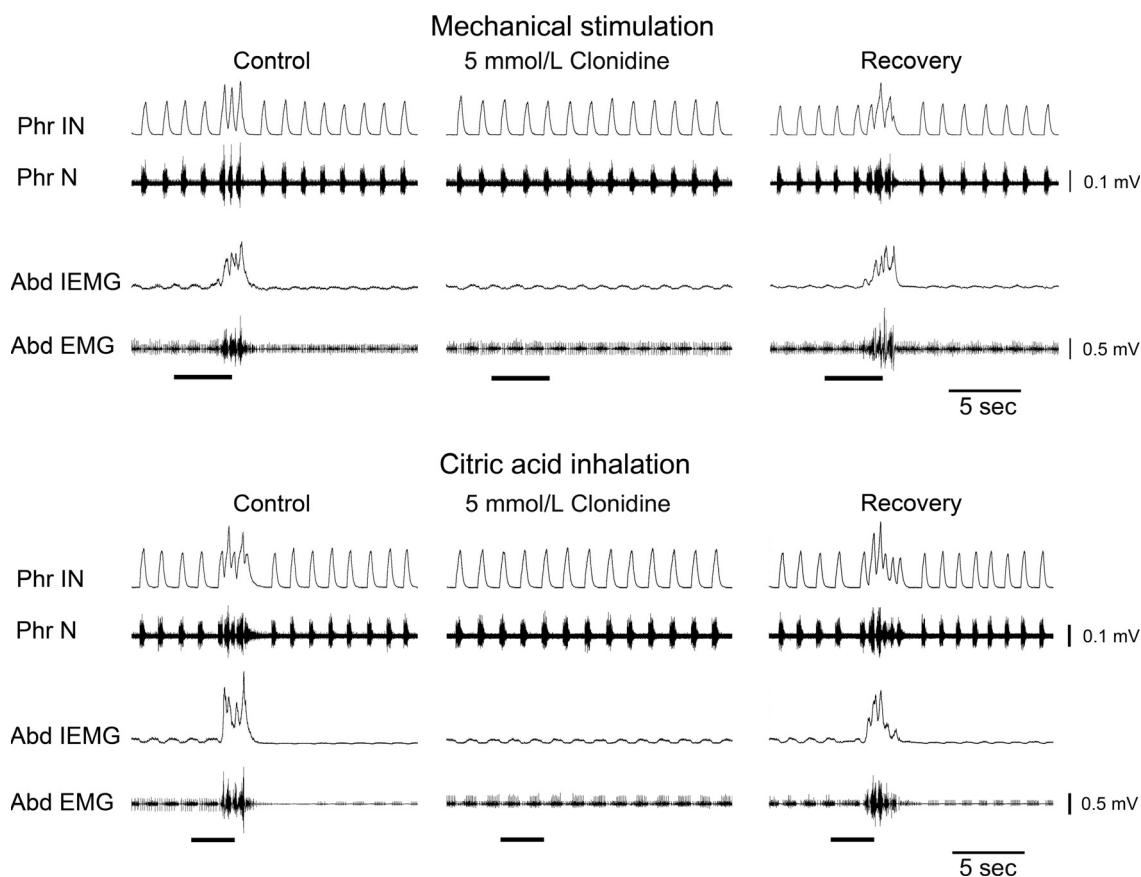 Mechanical stimulation
Control 5 mmol/L Clonidine Recovery
Phr IN
Phr N
0.1 mV
Abd IEMG
Abd EMG
0.5 mV
5 sec
Citric acid inhalation
Control 5 mmol/L Clonidine Recovery
Phr IN
Phr N
0.1 mV
Abd IEMG
Abd EMG
0.5 mV
5 sec